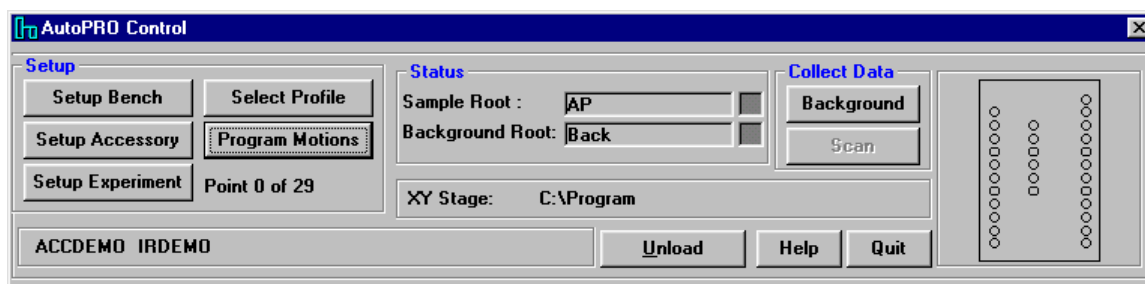 AutoPRO Control
Setup
Setup Bench
Select Profile
Setup Accessory
Program Motions
Setup Experiment
Point 0 of 29
Status
Sample Root : AP
Background Root: Back
XY Stage: C:\Program
Collect Data
Background
Scan
ACCDEMO IRDEMO
Unload
Help
Quit